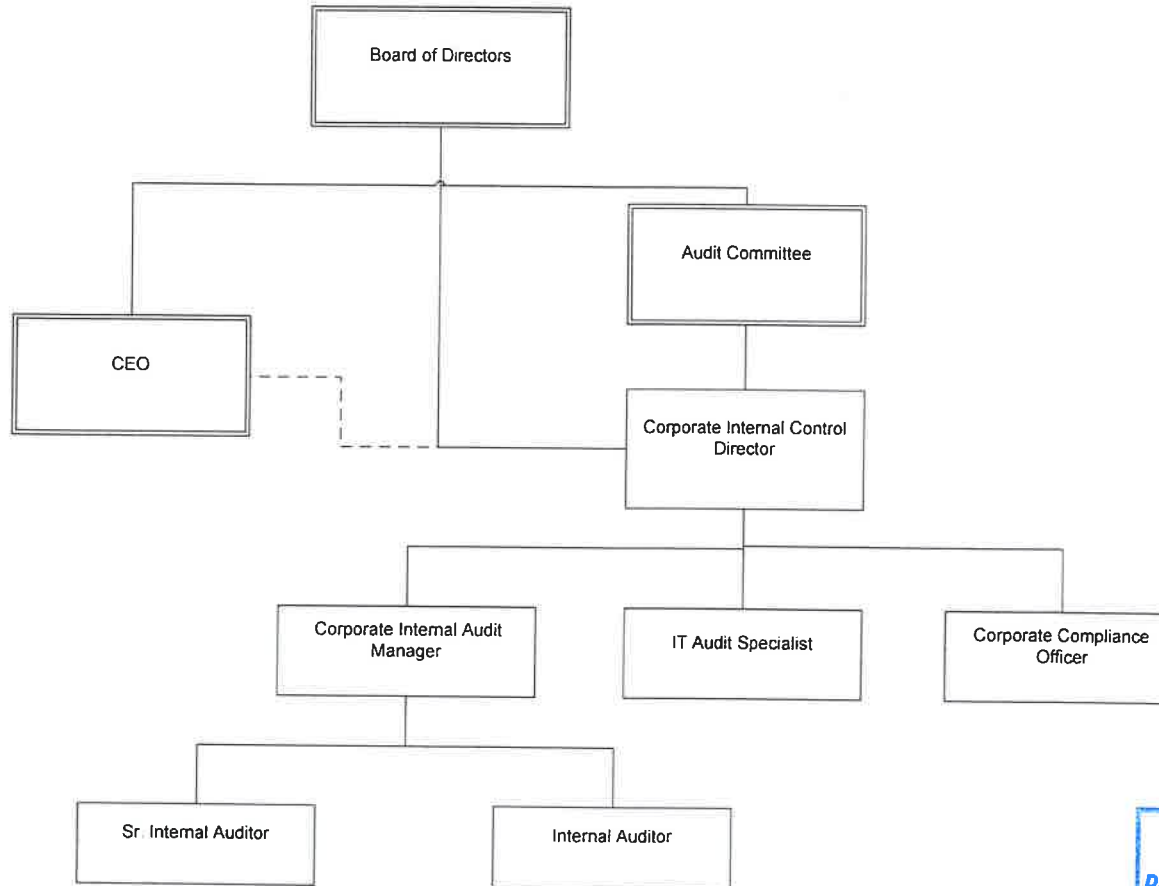 Board of Directors
Audit Committee
CEO
Corporate Internal Control
Director
Corporate Internal Audit
Manager
IT Audit Specialist
Corporate Compliance
Officer
Sr. Internal Auditor
Internal Auditor